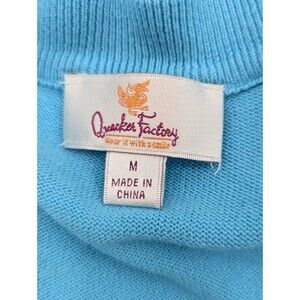 Quacker Factory
Wear it with a smile
M
MADE IN
CHINA